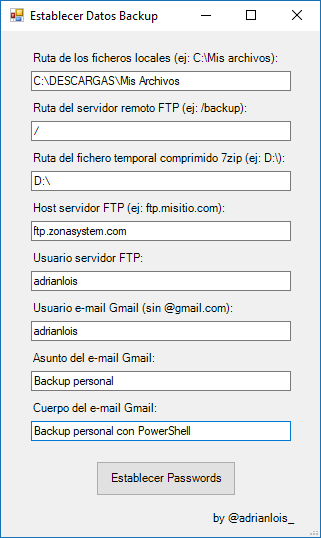 Establecer Datos Backup
Ruta de los ficheros locales (ej: C:\Mis archivos):
C:\DESCARGAS\Mis Archivos
Ruta del servidor remoto FTP (ej: /backup):
/
Ruta del fichero temporal comprimido 7zip (ej: D:\):
D:\
Host servidor FTP (ej: ftp.misitio.com):
ftp.zonasystem.com
Usuario servidor FTP:
adrianlois
Usuario e-mail Gmail (sin @gmail.com):
adrianlois
Asunto del e-mail Gmail:
Backup personal
Cuerpo del e-mail Gmail:
Backup personal con PowerShell
Establecer Passwords
by @adrianlois_